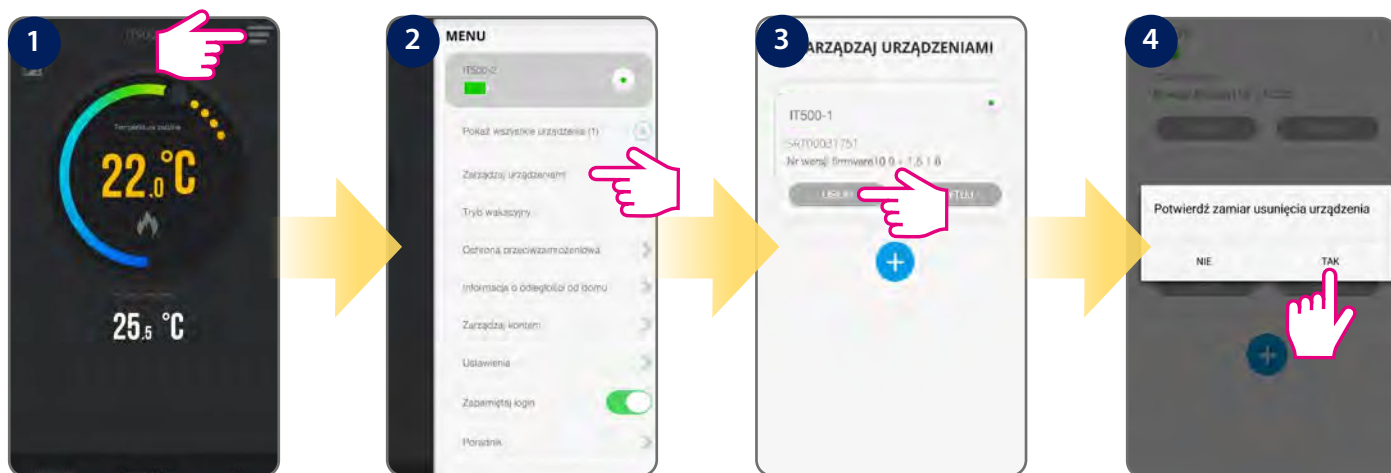 1
22.0 °C
25.5 °C
2
MENU
IT500-2
Pokaż wszystkie urządzenia (1)
Zarządzaj urządzeniami
Tryb wakacyjny
Ochrona przeciwzamrożeniowa
Informacja o odległości od domu
Zarządzaj kontem
Ustawienia
Zapamiętaj login
Poradnik
3
ARZĄDZAJ URZĄDZENIAMI
IT500-1
Nr wersji firmware
4
Potwierdź zamiar usunięcia urządzenia
NIE
TAK